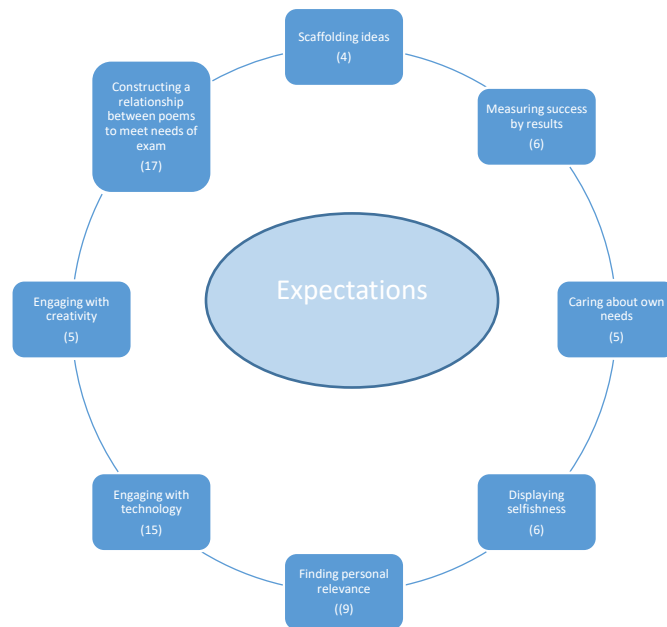 Scaffolding ideas
(4)
Measuring success
by results
(6)
Caring about own
needs
(5)
Displaying
selfishness
(6)
Finding personal
relevance
((9)
Engaging with
technology
(15)
Engaging with
creativity
(5)
Constructing a
relationship
between poems
to meet needs of
exam
(17)
Expectations